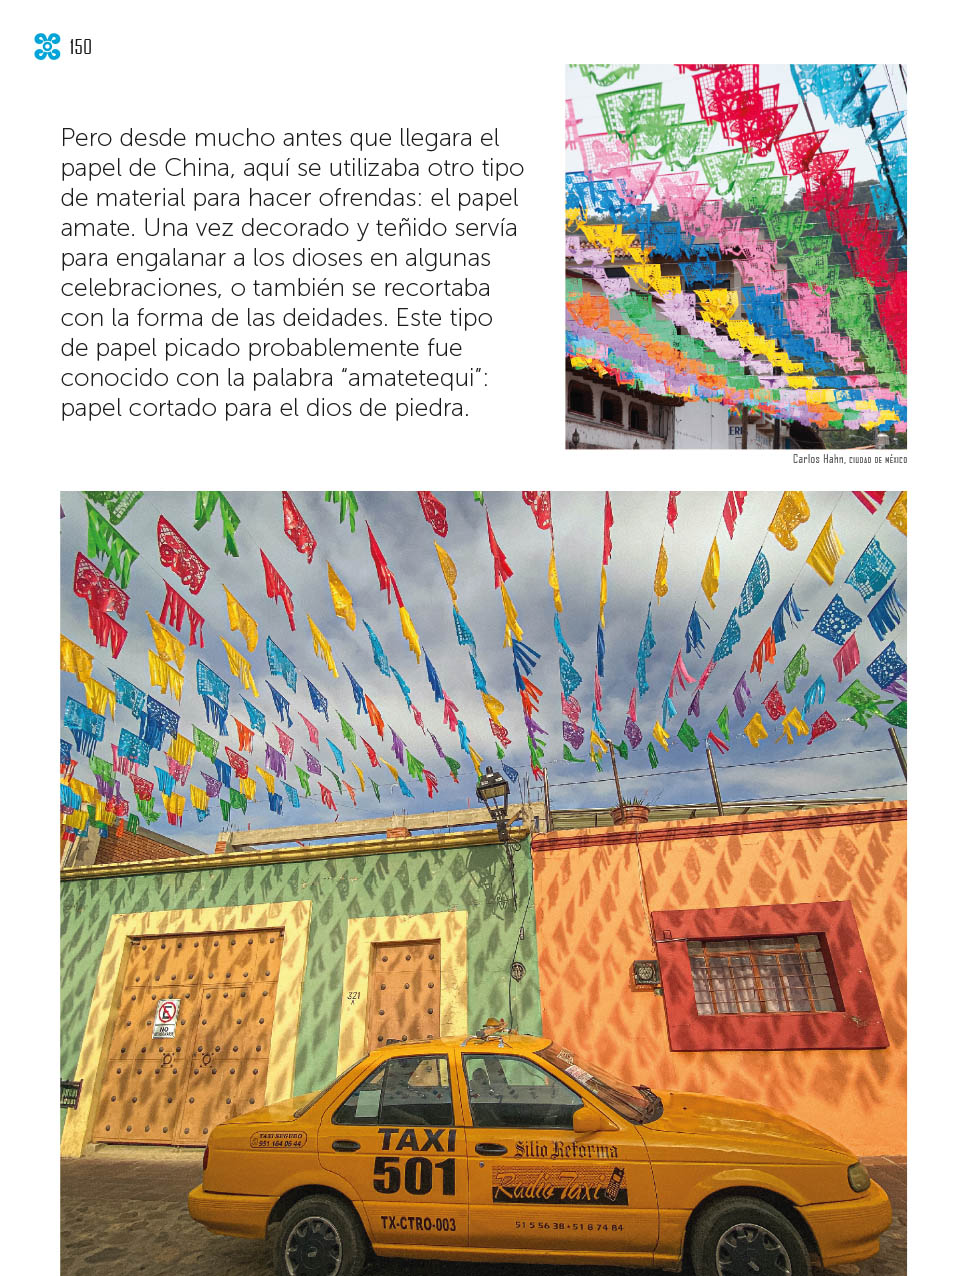 150
Pero desde mucho antes que llegara el
papel de China, aquí se utilizaba otro tipo
de material para hacer ofrendas: el papel
amate. Una vez decorado y teñido servía
para engalanar a los dioses en algunas
celebraciones, o también se recortaba
con la forma de las deidades. Este tipo
de papel picado probablemente fue
conocido con la palabra “amatetequi”:
papel cortado para el dios de piedra.
Carlos Hahn, CIUDAD DE MÉXICO
321
A
NO
TAXI SEGURO
951 164 06 44
TAXI
501
TX-CTRO-003
Sitio Reforma
Radio Taxi
51 5 56 38 • 51 8 74 84